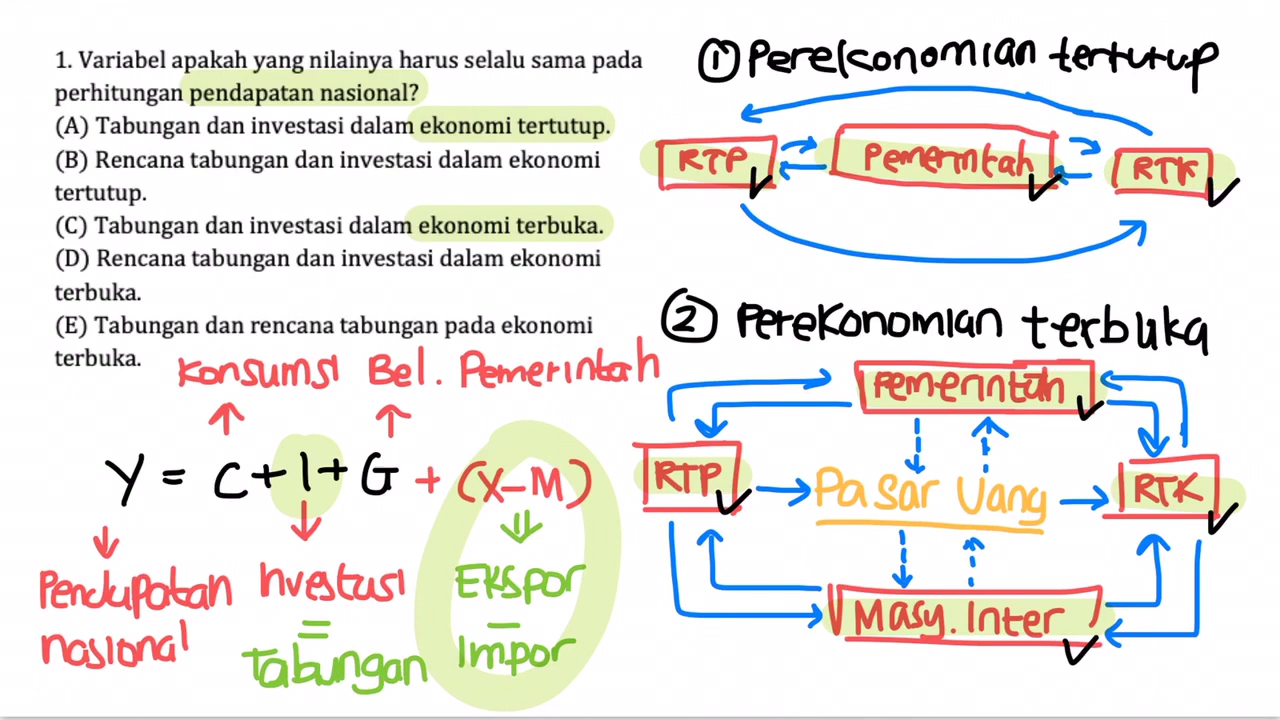 1. Variabel apakah yang nilainya harus selalu sama pada
perhitungan pendapatan nasional?
(A) Tabungan dan investasi dalam ekonomi tertutup.
(B) Rencana tabungan dan investasi dalam ekonomi
tertutup.
(C) Tabungan dan investasi dalam ekonomi terbuka.
(D) Rencana tabungan dan investasi dalam ekonomi
terbuka.
(E) Tabungan dan rencana tabungan pada ekonomi
terbuka.
Konsumsi Bel. Pemerintah
Y = C + I + G + (X-M)
Pendapatan
nasional
Investasi
=
tabungan
Ekspor
-
Impor
① Perekonomian tertutup
RTP Pemerintah RTK
② Perekonomian terbuka
Pemerintah
RTP Pasar Uang RTK
Masy. Inter